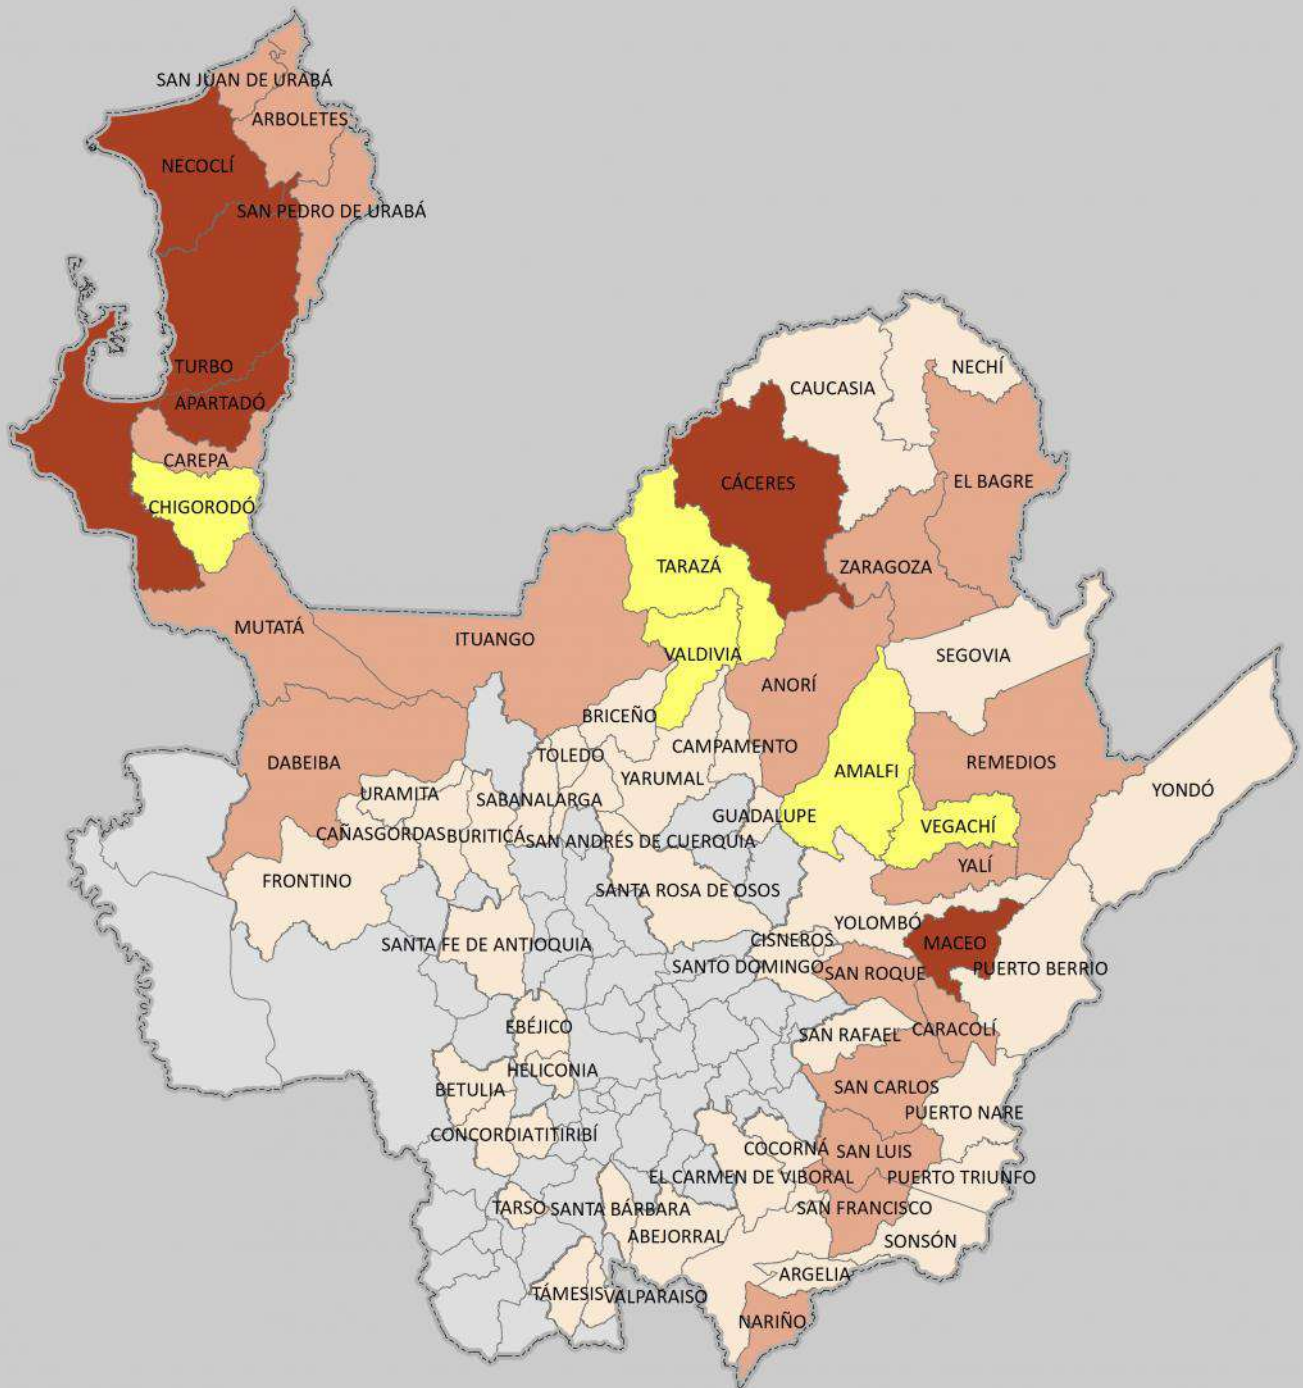 SAN JUAN DE URABÁ
ARBOLETES
NECOCLÍ
SAN PEDRO DE URABÁ
TURBO
NECHÍ
CAUCASIA
APARTADÓ
CAREPA
CÁCERES
EL BAGRE
CHIGORODÓ
TARAZÁ
ZARAGOZA
MUTATÁ
ITUANGO
VALDIVIA
SEGOVIA
ANORÍ
BRICEÑO
CAMPAMENTO
TOLEDO
DABEIBA
REMEDIOS
AMALFI
YARUMAL
YONDÓ
URAMITA
SABANALARGA
GUADALUPE
VEGACHÍ
CAÑASGORDAS
BURITICÁ
SAN ANDRÉS DE CUERQUIA
YALÍ
FRONTINO
SANTA ROSA DE OSOS
YOLOMBÓ
CISNEROS
MACEO
SANTA FE DE ANTIOQUIA
SANTO DOMINGO
SAN ROQUE
PUERTO BERRIO
EBÉJICO
SAN RAFAEL
CARACOLÍ
HELICONIA
BETULIA
SAN CARLOS
PUERTO NARE
CONCORDIA
TITIRIBÍ
COCORNÁ
SAN LUIS
EL CARMEN DE VIBORAL
PUERTO TRIUNFO
TARSO
SANTA BÁRBARA
SAN FRANCISCO
ABEJORRAL
SONSÓN
ARGELIA
TÁMESIS
VALPARAISO
NARIÑO